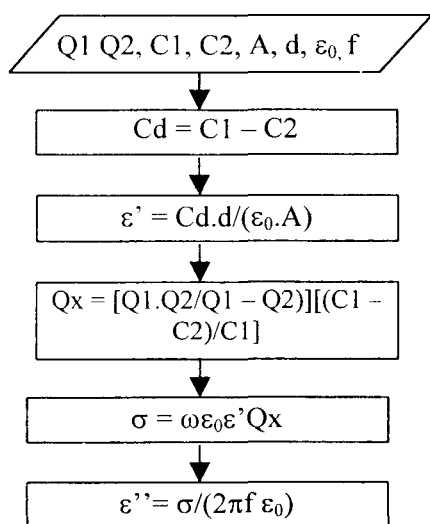 Q1 Q2, C1, C2, A, d, ε₀, f
Cd = C1 – C2
ε’ = Cd.d/(ε₀.A)
Qx = [Q1.Q2/Q1 – Q2)][(C1 –
C2)/C1]
σ = ωε₀ε’Qx
ε’’= σ/(2πf ε₀)